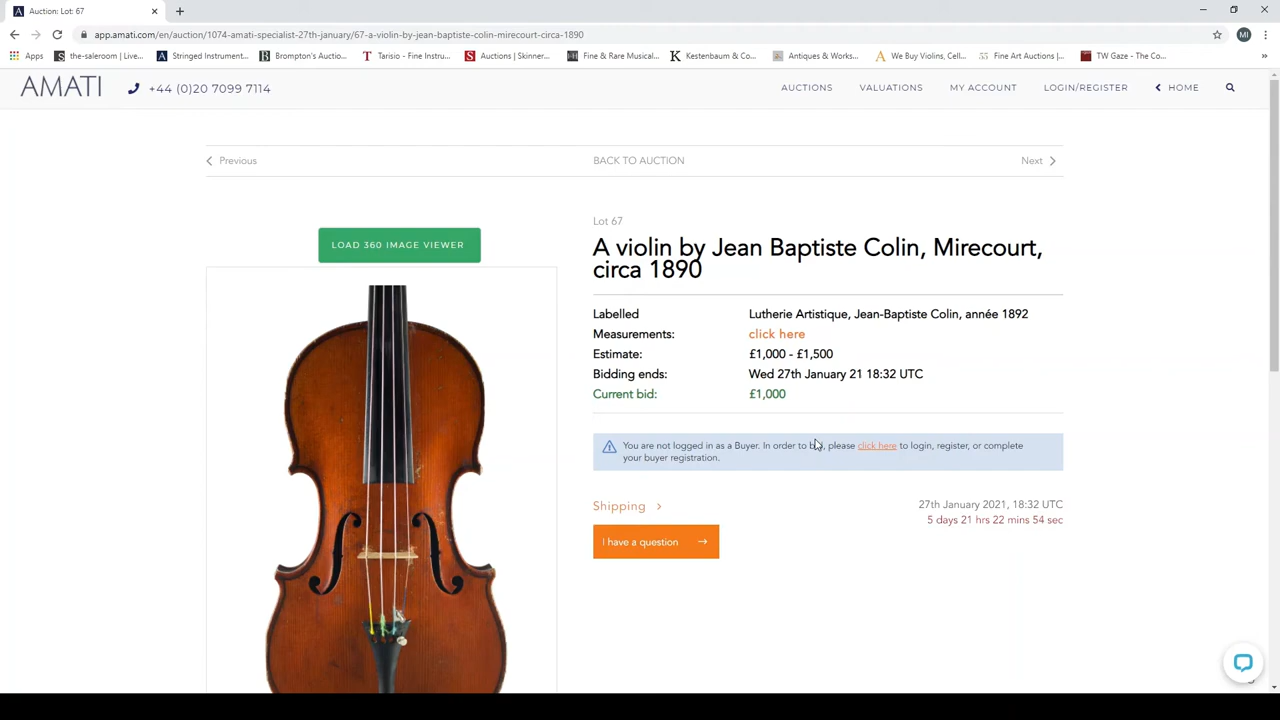 Auction: Lot: 67
app.amati.com/en/auction/1074-amati-specialist-27th-january/67-a-violin-by-jean-baptiste-colin-mirecourt-circa-1890
MI
Apps the-saleroom | Live... Stringed Instrument... Brompton's Auction... Tarisio - Fine Instru... Auctions | Skinner... Fine & Rare Musical... Kestenbaum & Co... Antiques & Works... We Buy Violins, Cell... Fine Art Auctions |... TW Gaze - The Co...
AMATI +44 (0)20 7099 7114 AUCTIONS VALUATIONS MY ACCOUNT LOGIN/REGISTER HOME
Previous BACK TO AUCTION Next
LOAD 360 IMAGE VIEWER
Lot 67
A violin by Jean Baptiste Colin, Mirecourt,
circa 1890
Labelled Lutherie Artistique, Jean-Baptiste Colin, année 1892
Measurements: click here
Estimate: £1,000 - £1,500
Bidding ends: Wed 27th January 21 18:32 UTC
Current bid: £1,000
You are not logged in as a Buyer. In order to bid, please click here to login, register, or complete
your buyer registration.
Shipping 27th January 2021, 18:32 UTC
5 days 21 hrs 22 mins 54 sec
I have a question